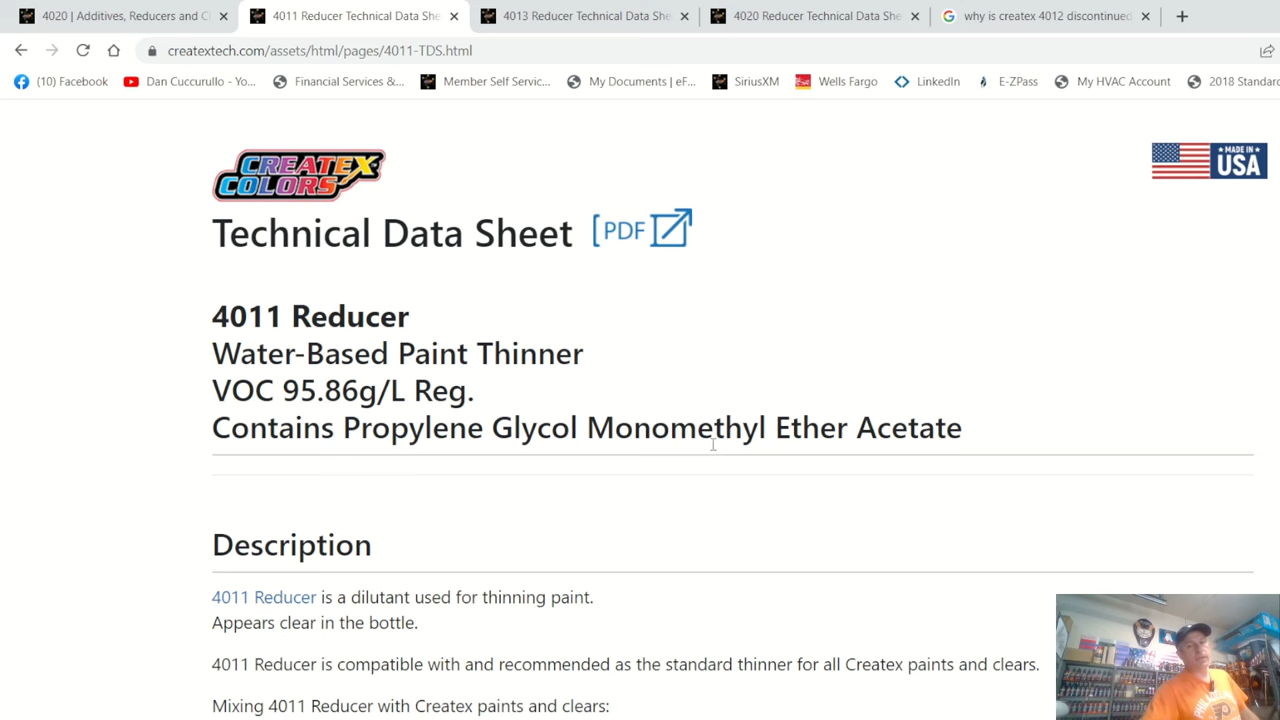 4020 | Additives, Reducers and C
4011 Reducer Technical Data She
4013 Reducer Technical Data She
4020 Reducer Technical Data She
why is createx 4012 discontinued
creatextech.com/assets/html/pages/4011-TDS.html
(10) Facebook
Dan Cuccurullo - Yo...
Financial Services &...
Member Self Servic...
My Documents | eF...
SiriusXM
Wells Fargo
LinkedIn
E-ZPass
My HVAC Account
2018 Standard
CREATEX
COLORS
MADE IN
USA
Technical Data Sheet [PDF
4011 Reducer
Water-Based Paint Thinner
VOC 95.86g/L Reg.
Contains Propylene Glycol Monomethyl Ether Acetate
Description
4011 Reducer is a dilutant used for thinning paint.
Appears clear in the bottle.
4011 Reducer is compatible with and recommended as the standard thinner for all Createx paints and clears.
Mixing 4011 Reducer with Createx paints and clears: